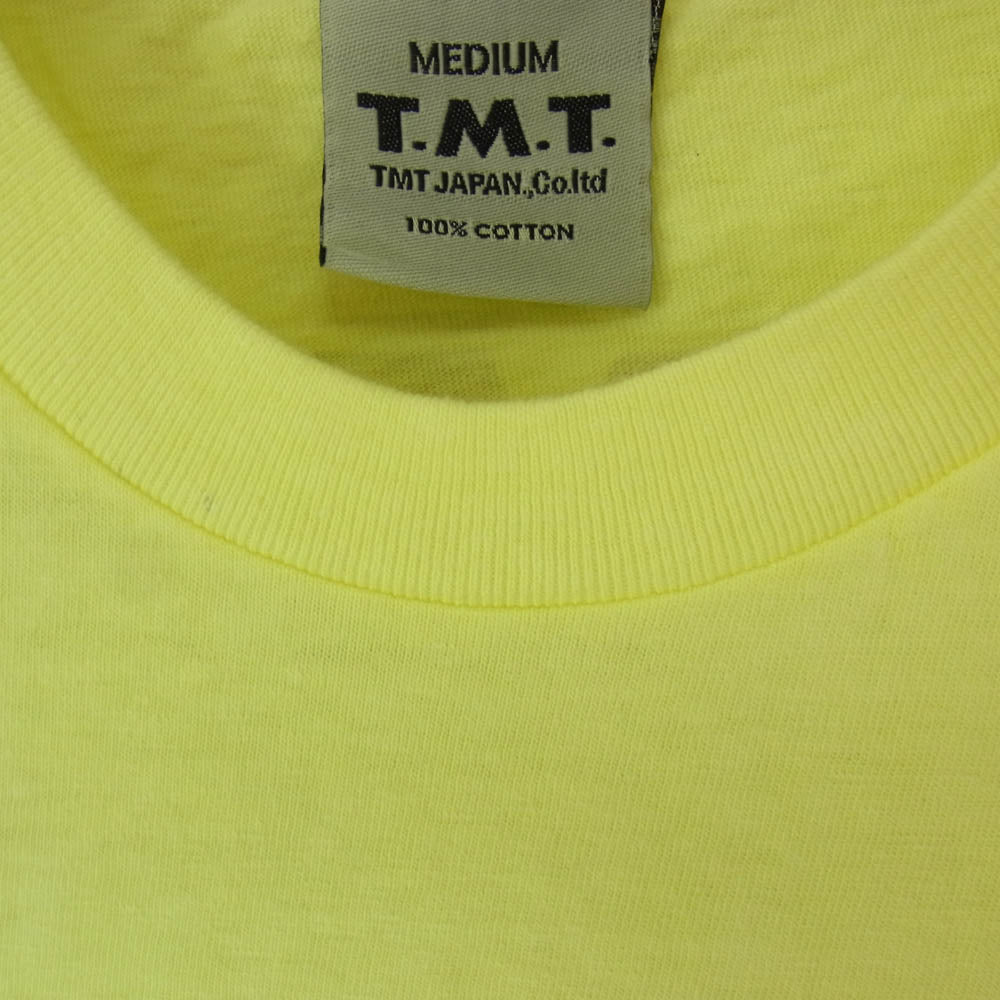 MEDIUM
T.M.T.
TMT JAPAN.,Co.ltd
100% COTTON